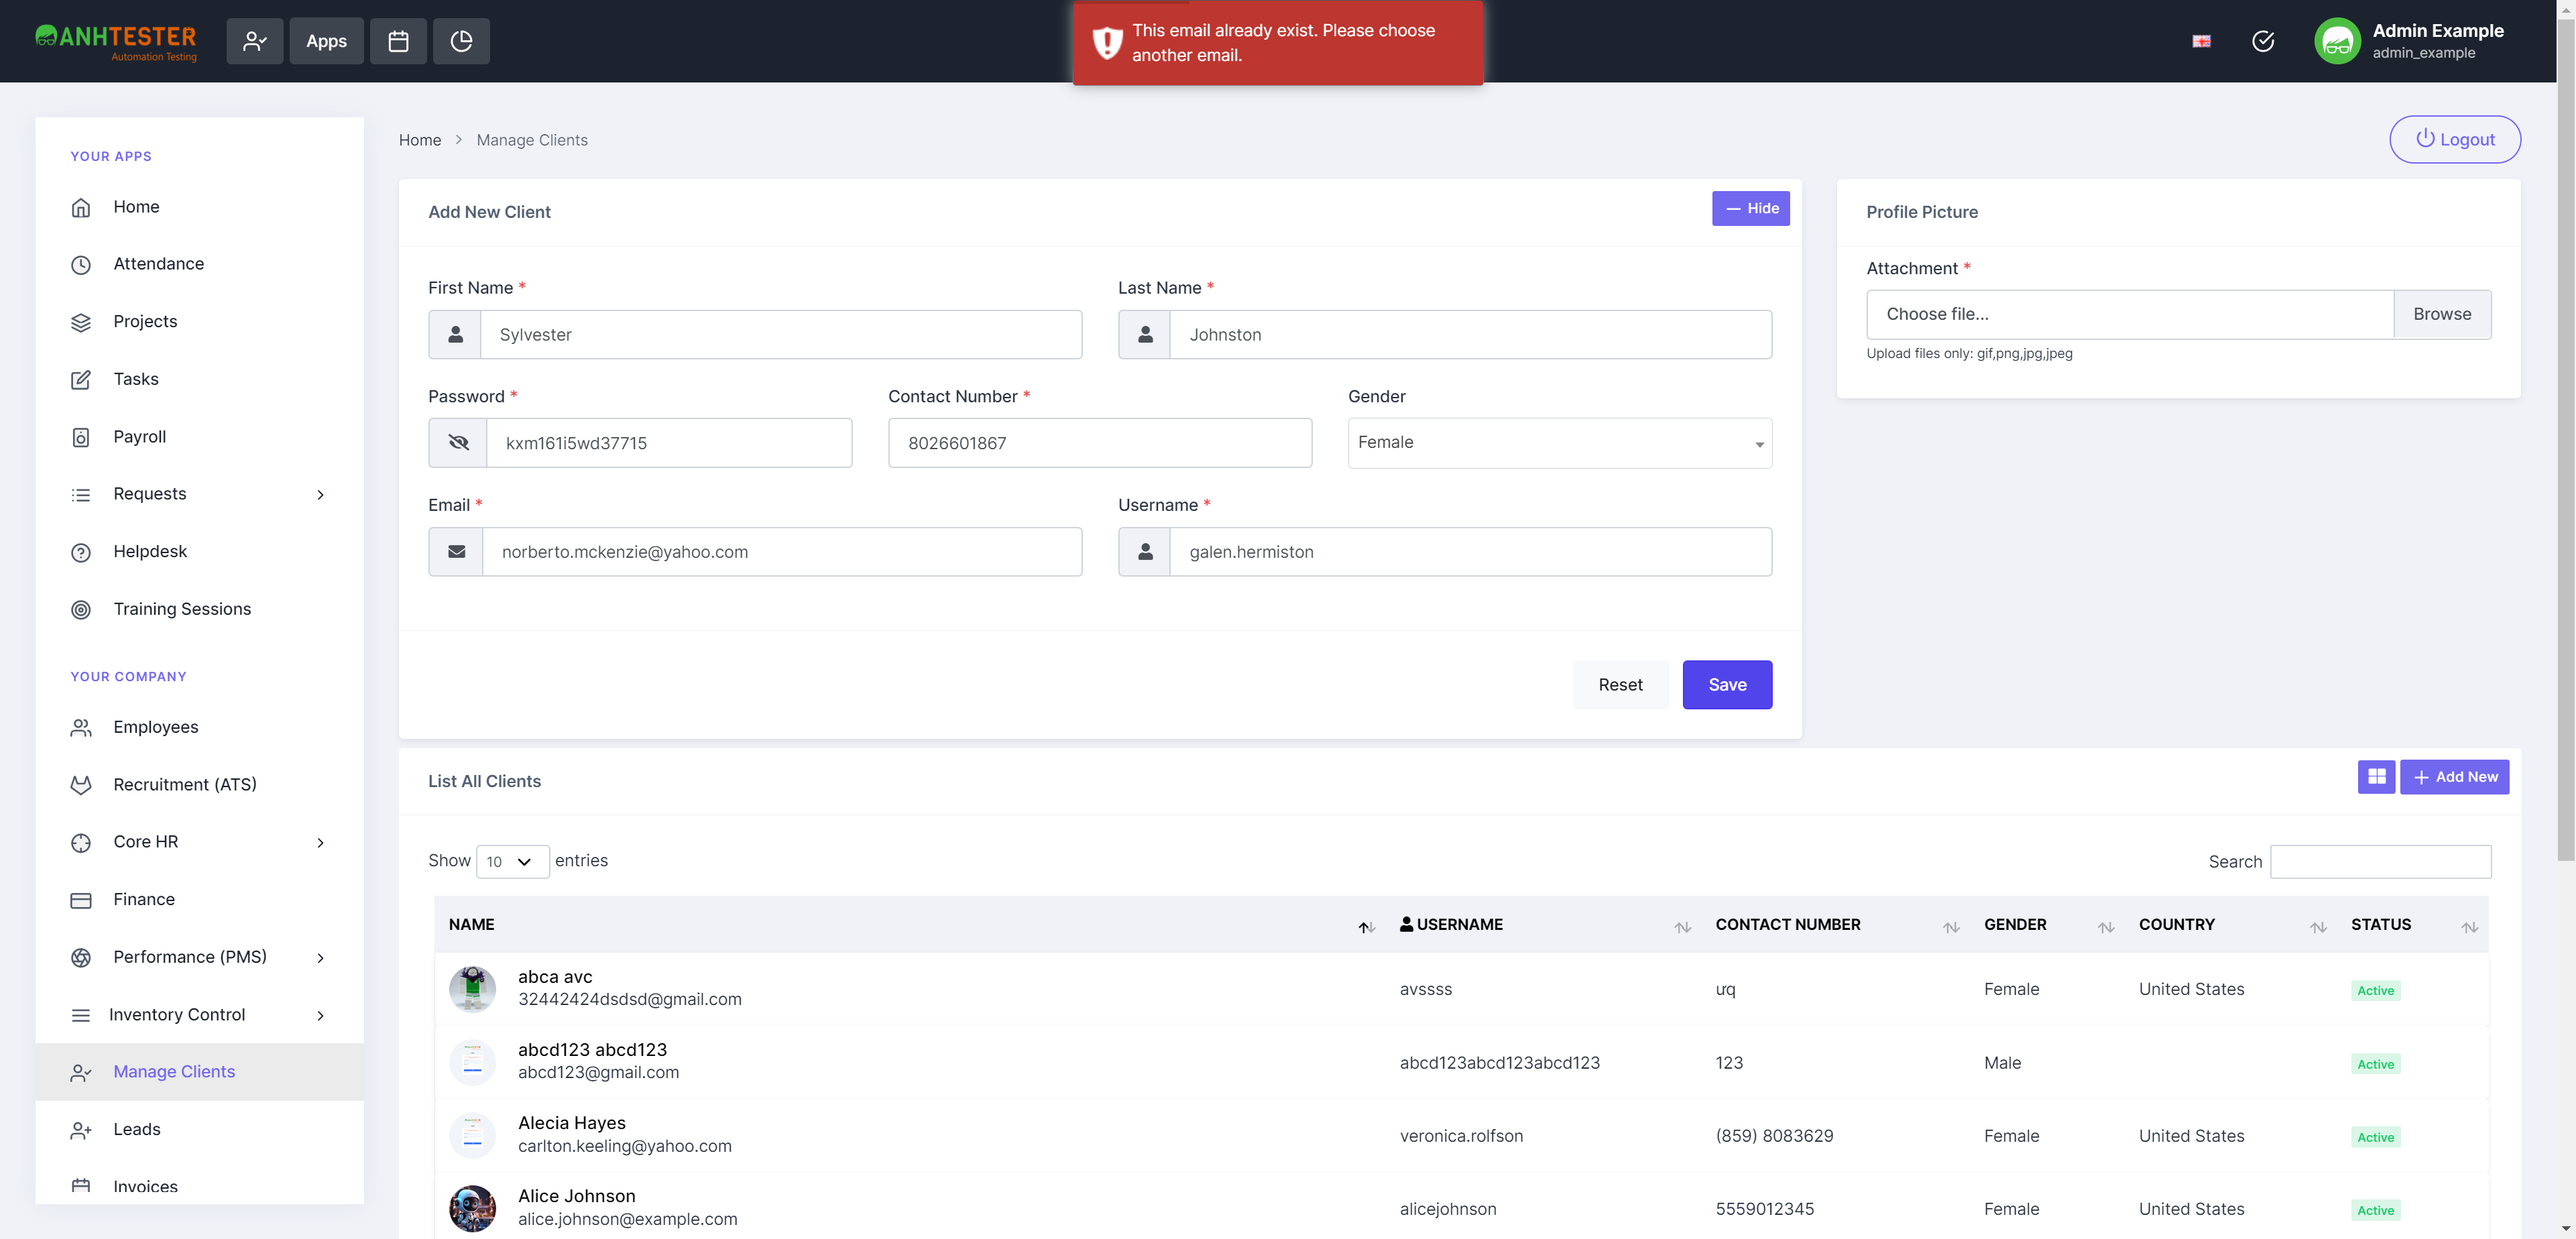 ANHTESTER
Automation Testing
Apps
This email already exist. Please choose
another email.
Admin Example
admin_example
YOUR APPS
Home
Attendance
Projects
Tasks
Payroll
Requests
Helpdesk
Training Sessions
YOUR COMPANY
Employees
Recruitment (ATS)
Core HR
Finance
Performance (PMS)
Inventory Control
Manage Clients
Leads
Invoices
Home > Manage Clients
Logout
Add New Client
Hide
First Name *
Last Name *
Sylvester
Johnston
Password *
Contact Number *
Gender
kxm161i5wd37715
8026601867
Female
Email *
Username *
norberto.mckenzie@yahoo.com
galen.hermiston
Reset
Save
Profile Picture
Attachment *
Choose file...
Browse
Upload files only: gif,png,jpg,jpeg
List All Clients
Add New
Show 10 entries
Search
NAME USERNAME CONTACT NUMBER GENDER COUNTRY STATUS
abca avc
32442424dsdsd@gmail.com
avssss ưq Female United States Active
abcd123 abcd123
abcd123@gmail.com
abcd123abcd123abcd123 123 Male Active
Alecia Hayes
carlton.keeling@yahoo.com
veronica.rolfson (859) 8083629 Female United States Active
Alice Johnson
alice.johnson@example.com
alicejohnson 5559012345 Female United States Active